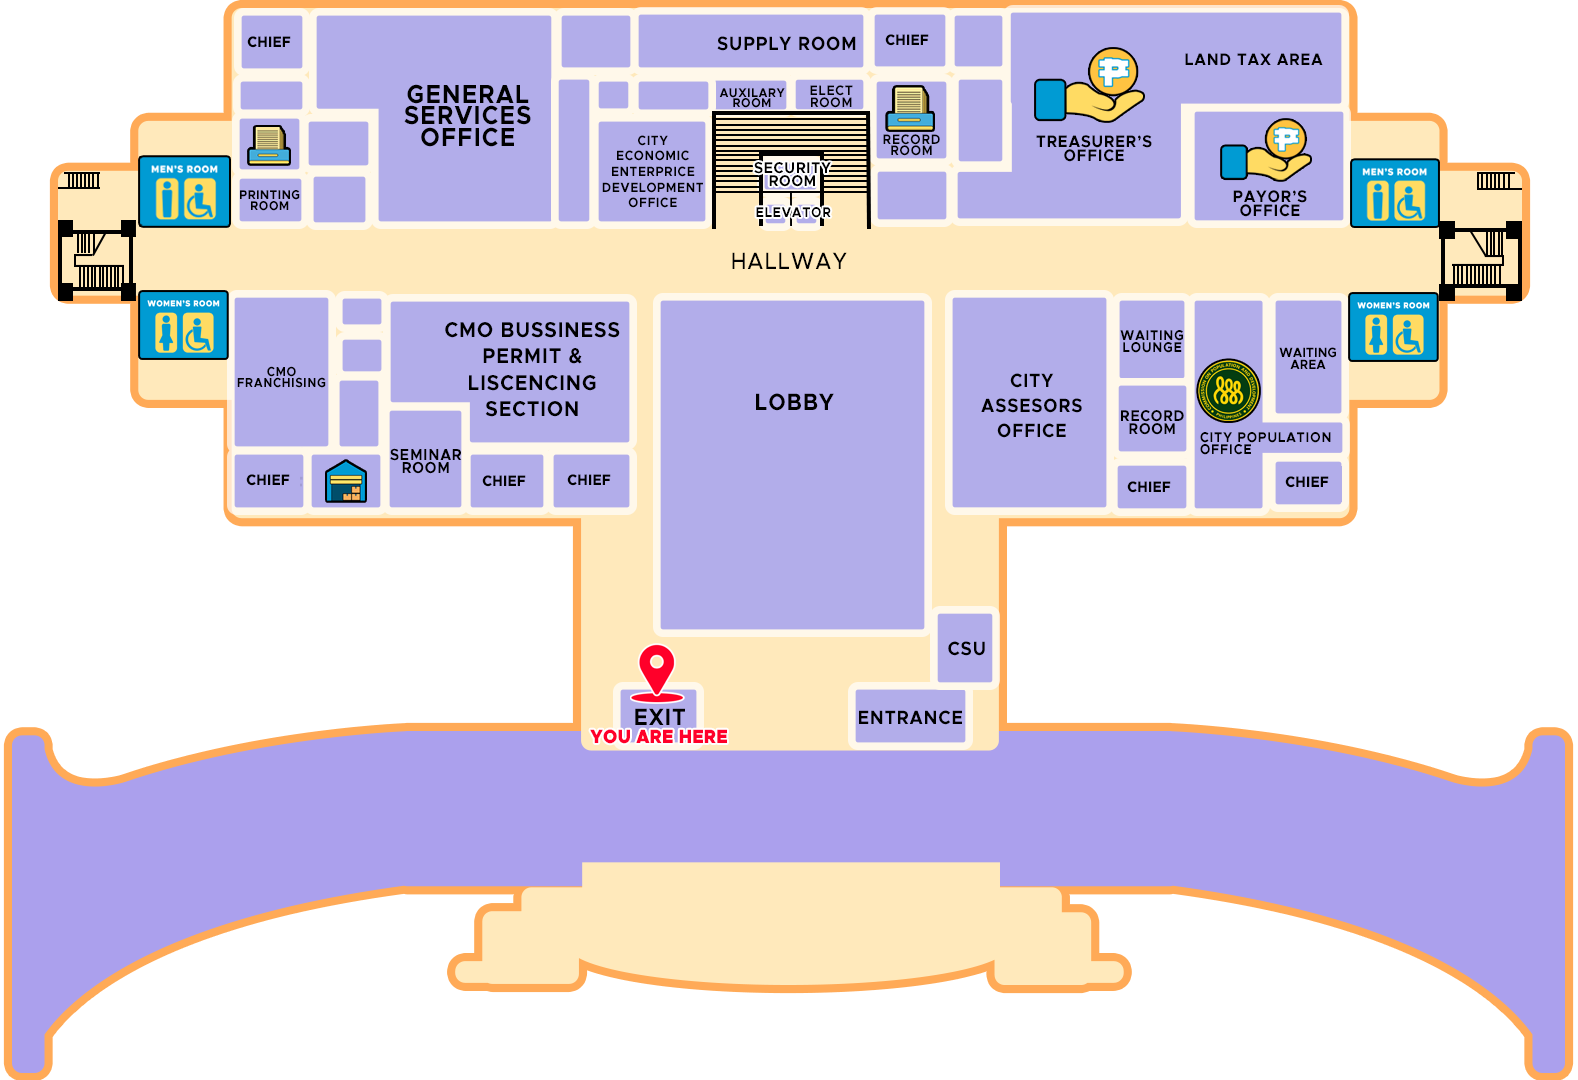 CHIEF
GENERAL
SERVICES
OFFICE
PRINTING
ROOM
MEN'S ROOM
WOMEN'S ROOM
SUPPLY ROOM
AUXILARY
ROOM
ELECT
ROOM
CITY
ECONOMIC
ENTERPRICE
DEVELOPMENT
OFFICE
SECURITY
ROOM
ELEVATOR
CHIEF
RECORD
ROOM
LAND TAX AREA
TREASURER'S
OFFICE
PAYOR'S
OFFICE
MEN'S ROOM
WOMEN'S ROOM
HALLWAY
CMO
FRANCHISING
CMO BUSSINESS
PERMIT &
LISCENCING
SECTION
SEMINAR
ROOM
CHIEF
CHIEF
CHIEF
LOBBY
CITY
ASSESORS
OFFICE
WAITING
LOUNGE
RECORD
ROOM
CHIEF
WAITING
AREA
CITY POPULATION
OFFICE
CHIEF
CSU
EXIT
YOU ARE HERE
ENTRANCE